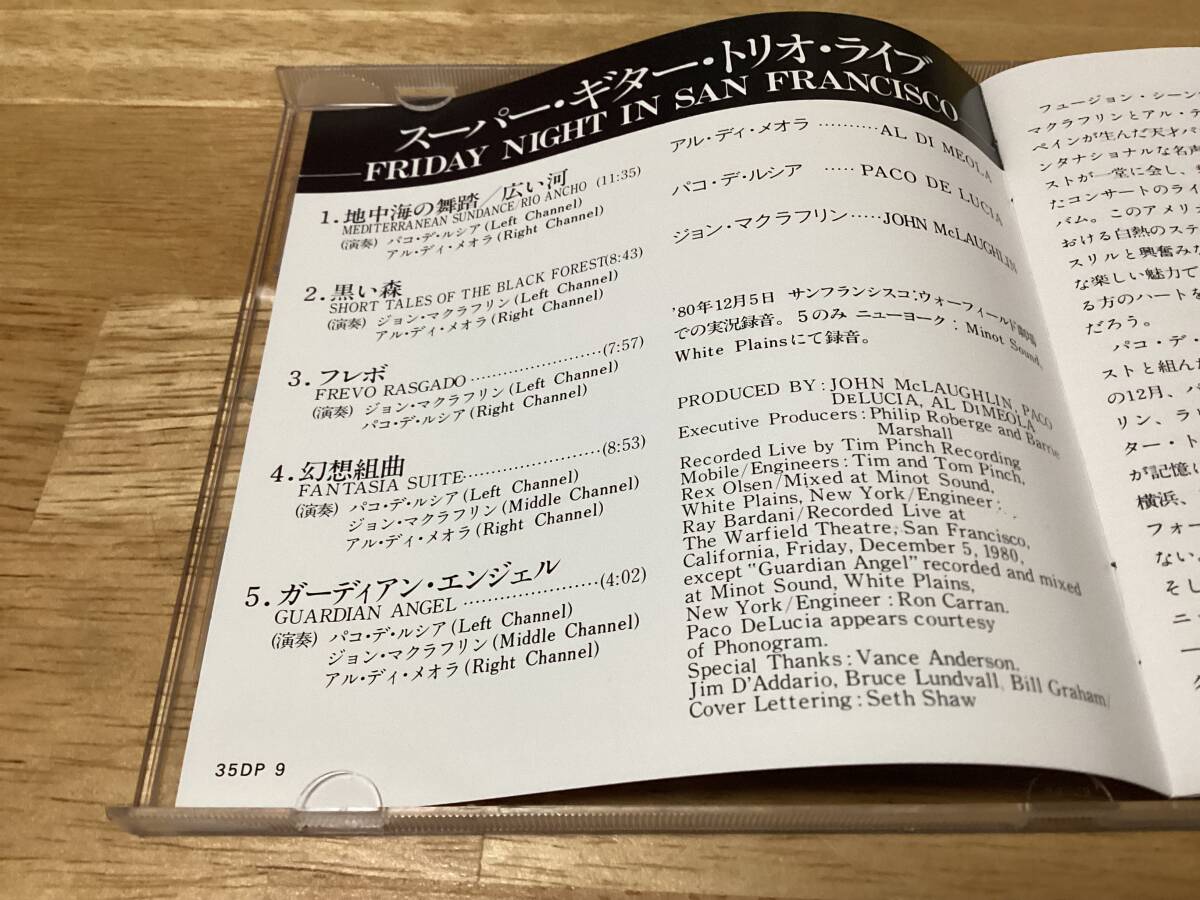 スーパー・ギター・トリオ・ライブ
FRIDAY NIGHT IN SAN FRANCISCO
1. 地中海の舞踏／広い河
MEDITERRANEAN SUNDANCE/RIO ANCHO (11:35)
(演奏) パコ・デ・ルシア(Left Channel)
アル・ディ・メオラ(Right Channel)
2. 黒い森
SHORT TALES OF THE BLACK FOREST(8:43)
(演奏) ジョン・マクラフリン(Left Channel)
アル・ディ・メオラ(Right Channel)
3. フレボ
FREVO RASGADO……………………(7:57)
(演奏) ジョン・マクラフリン(Left Channel)
パコ・デ・ルシア(Right Channel)
4. 幻想組曲
FANTASIA SUITE……………………(8:53)
(演奏) パコ・デ・ルシア(Left Channel)
ジョン・マクラフリン(Middle Channel)
アル・ディ・メオラ(Right Channel)
5. ガーディアン・エンジェル
GUARDIAN ANGEL……………………(4:02)
(演奏) パコ・デ・ルシア(Left Channel)
ジョン・マクラフリン(Middle Channel)
アル・ディ・メオラ(Right Channel)
35DP 9
アル・ディ・メオラ…………AL DI MEOLA
パコ・デ・ルシア……PACO DE LUCIA
ジョン・マクラフリン……JOHN McLAUGHLIN
'80年12月5日 サンフランシスコ:ウォーフィールド劇場
での実況録音。5のみ ニューヨーク：Minot Sound,
White Plainsにて録音。
PRODUCED BY:JOHN McLAUGHLIN, PACO
DeLUCIA, AL DiMEOLA
Executive Producers:Philip Roberge and Barrie
Marshall
Recorded Live by Tim Pinch Recording
Mobile/Engineers:Tim and Tom Pinch,
Rex Olsen/Mixed at Minot Sound,
White Plains, New York/Engineer:
Ray Bardani/Recorded Live at
The Warfield Theatre, San Francisco,
California, Friday, December 5, 1980,
except "Guardian Angel" recorded and mixed
at Minot Sound, White Plains,
New York/Engineer:Ron Carran.
Paco DeLucia appears courtesy
of Phonogram.
Special Thanks:Vance Anderson,
Jim D'Addario, Bruce Lundvall, Bill Graham/
Cover Lettering:Seth Shaw
フュージョン・シーン
マクラフリンとアル・デ
ペインが生んだ天才パ
ンタナショナルな名声
ストが一堂に会し、
たコンサートのライ
バム。このアメリカ
おける白熱のステ
スリルと興奮みな
な楽しい魅力て
る方のハートを
だろう。
パコ・デ・
ストと組んだ
の12月、パ
リン、ラリ
ター・ト
が記憶に
横浜、
フォー
ない。
そし
ニュ